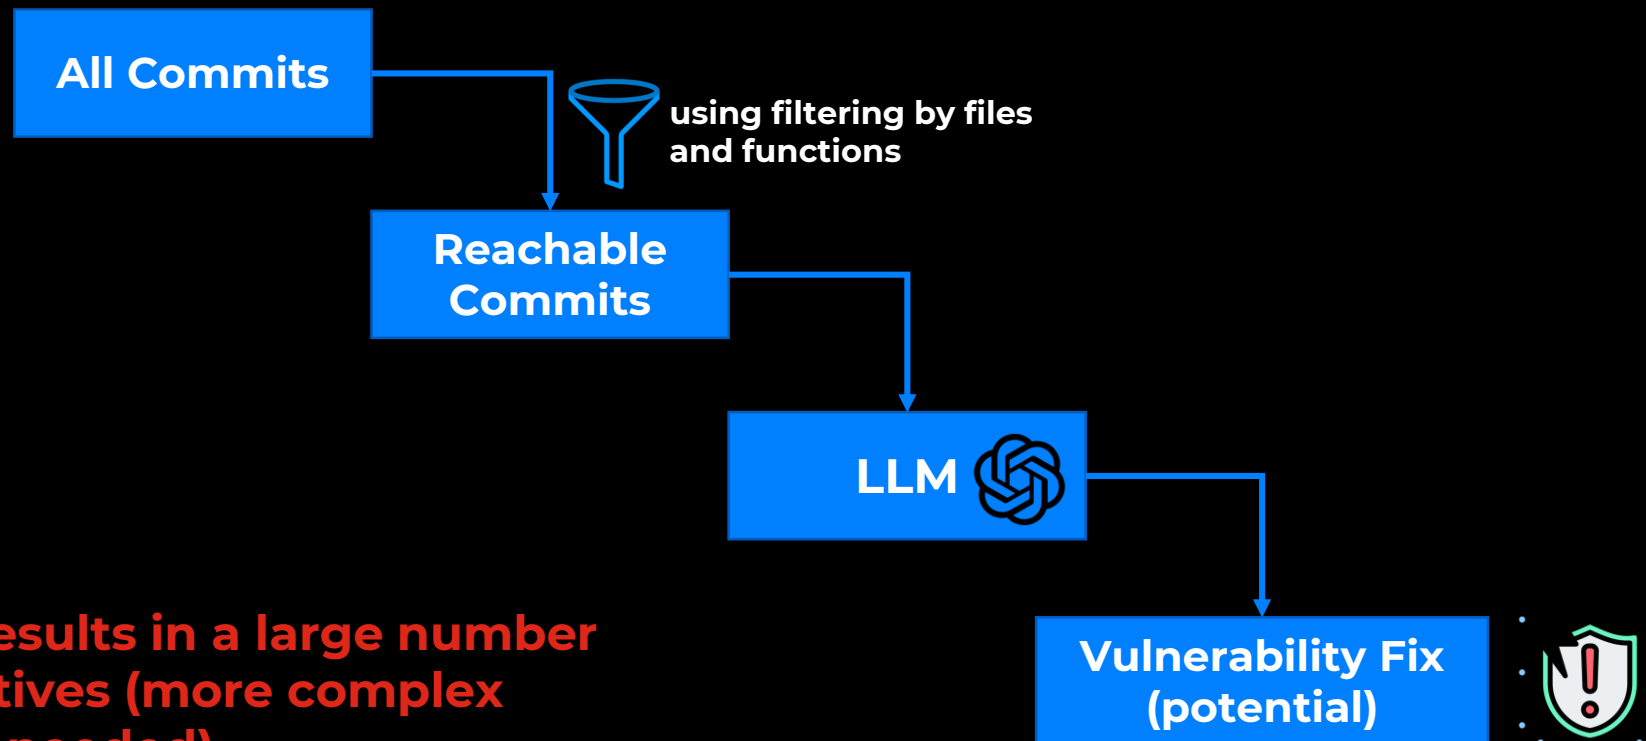 All Commits
using filtering by files
and functions
Reachable
Commits
LLM
esults in a large number
tives (more complex
needed)
Vulnerability Fix
(potential)